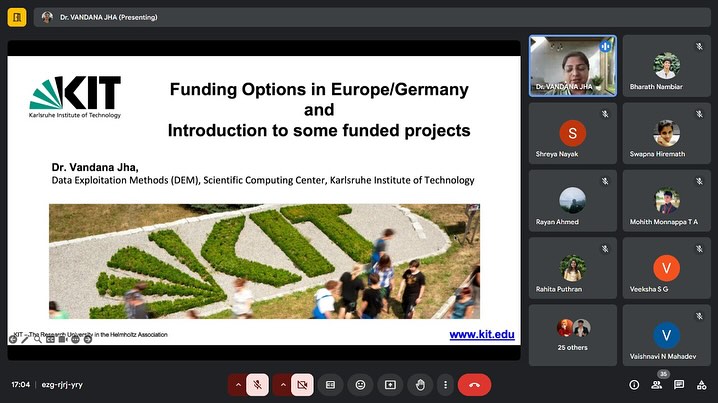 Dr. VANDANA JHA (Presenting)
KIT
Karlsruhe Institute of Technology
Funding Options in Europe/Germany
and
Introduction to some funded projects
Dr. Vandana Jha,
Data Exploitation Methods (DEM), Scientific Computing Center, Karlsruhe Institute of Technology
KIT
KIT – The Research University in the Helmholtz Association
www.kit.edu
Dr. VANDANA JHA
Bharath Nambiar
S
Shreya Nayak
Swapna Hiremath
Rayan Ahmed
Mohith Monnappa T A
Rahita Puthran
V
Veeksha S G
25 others
V
Vaishnavi N Mahadev
17:04
ezg-rjrj-yry
35